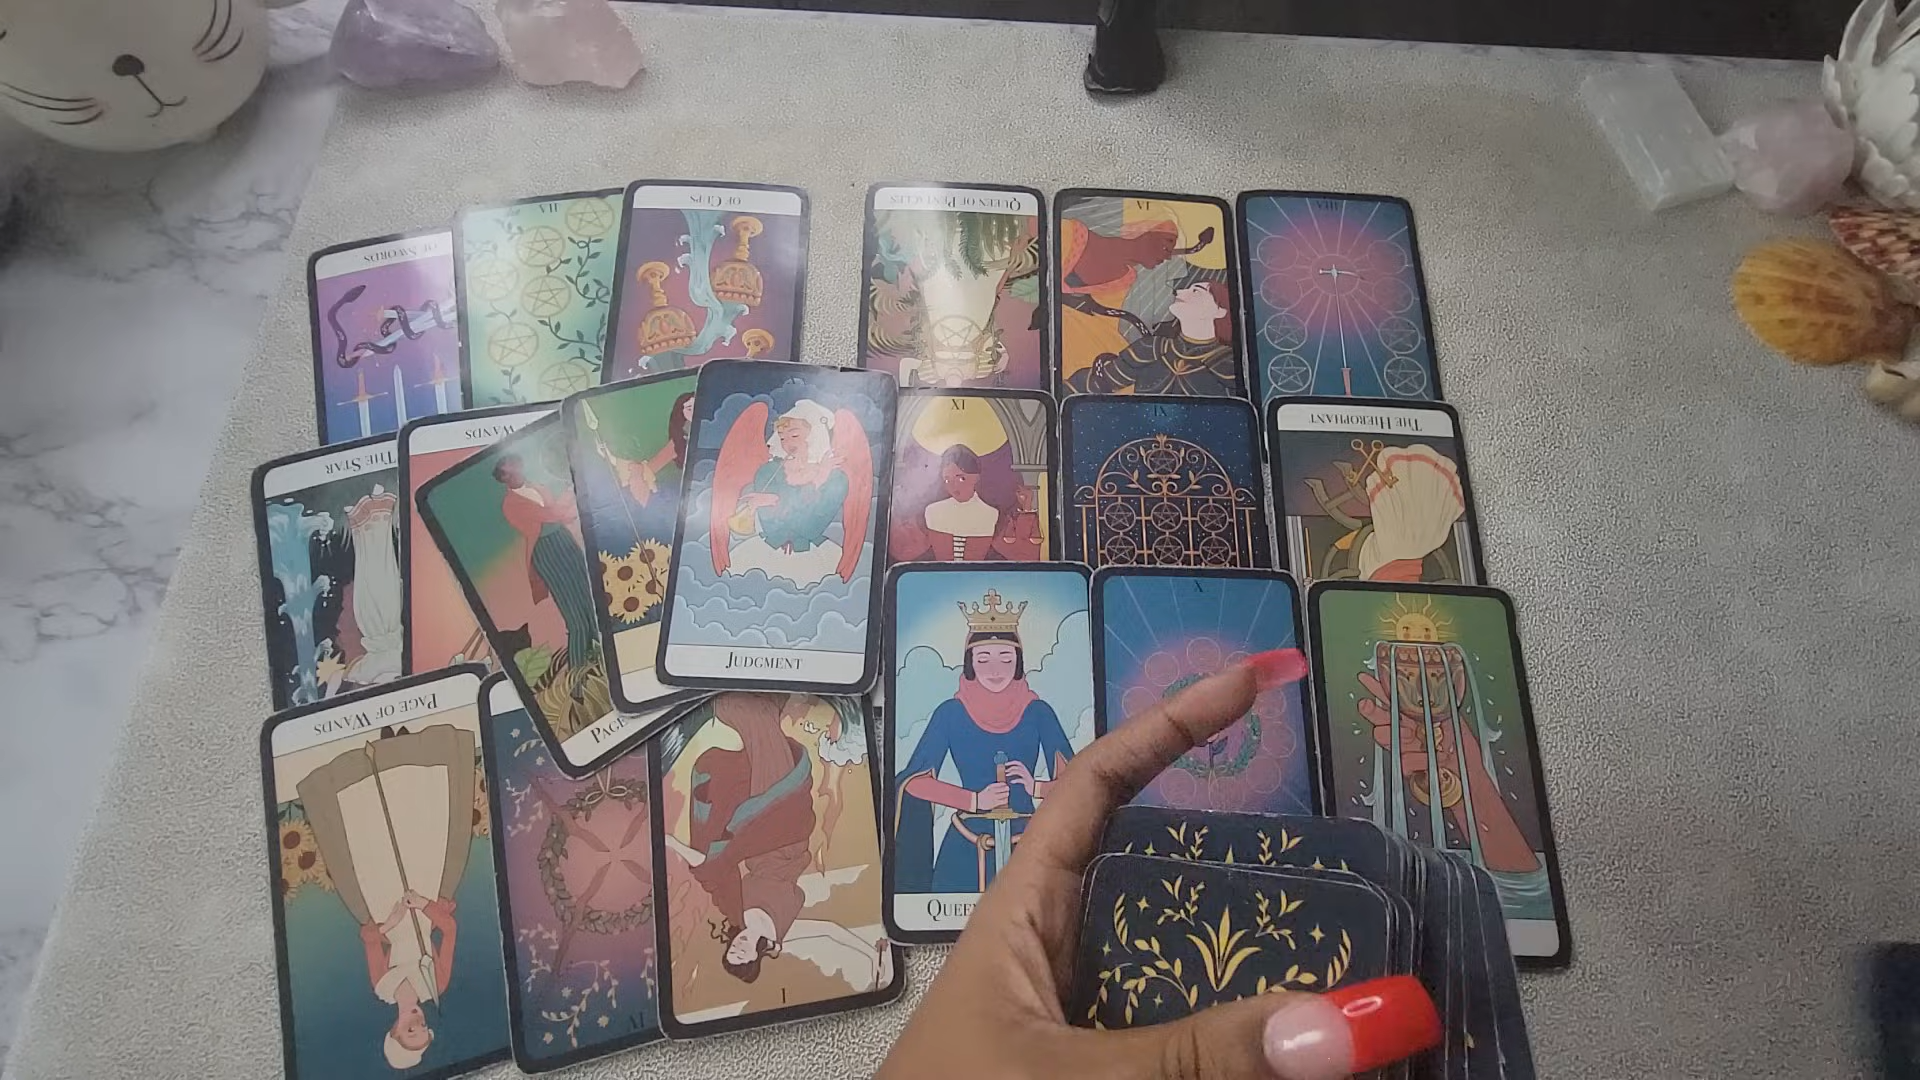 OF SWORDS
VII
OF CUPS
QUEEN OF PENTACLES
VI
VIII
THE STAR
OF WANDS
IX
VI
THE HIEROPHANT
JUDGMENT
X
PAGE OF WANDS
PAGE
QUEEN
I
VI